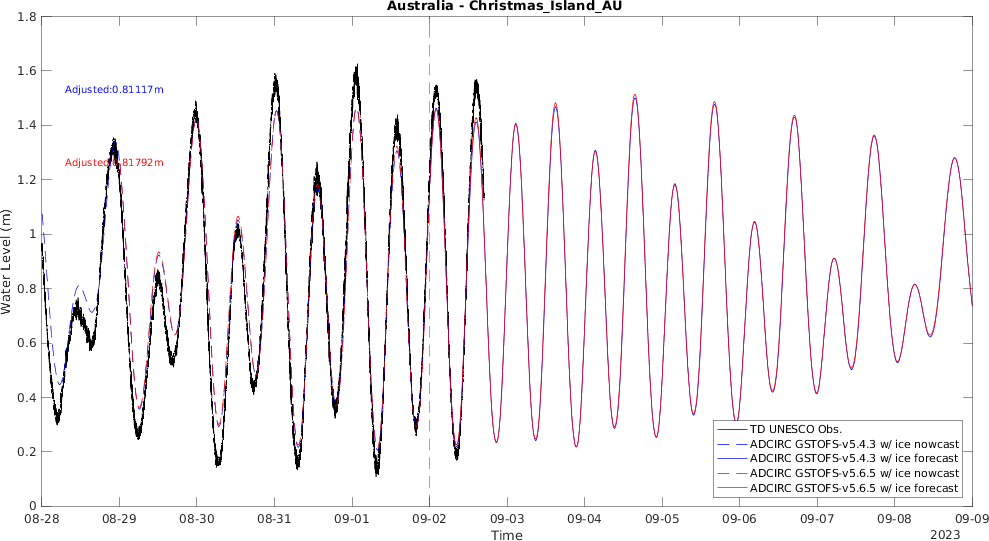 Australia - Christmas_Island_AU
1.8
1.6
1.4
1.2
1
0.8
0.6
0.4
0.2
0
Water Level (m)
Adjusted:0.81117m
Adjusted:0.81792m
TD UNESCO Obs.
ADCIRC GSTOFS-v5.4.3 w/ ice nowcast
ADCIRC GSTOFS-v5.4.3 w/ ice forecast
ADCIRC GSTOFS-v5.6.5 w/ ice nowcast
ADCIRC GSTOFS-v5.6.5 w/ ice forecast
08-28 08-29 08-30 08-31 09-01 09-02 09-03 09-04 09-05 09-06 09-07 09-08 09-09
Time
2023